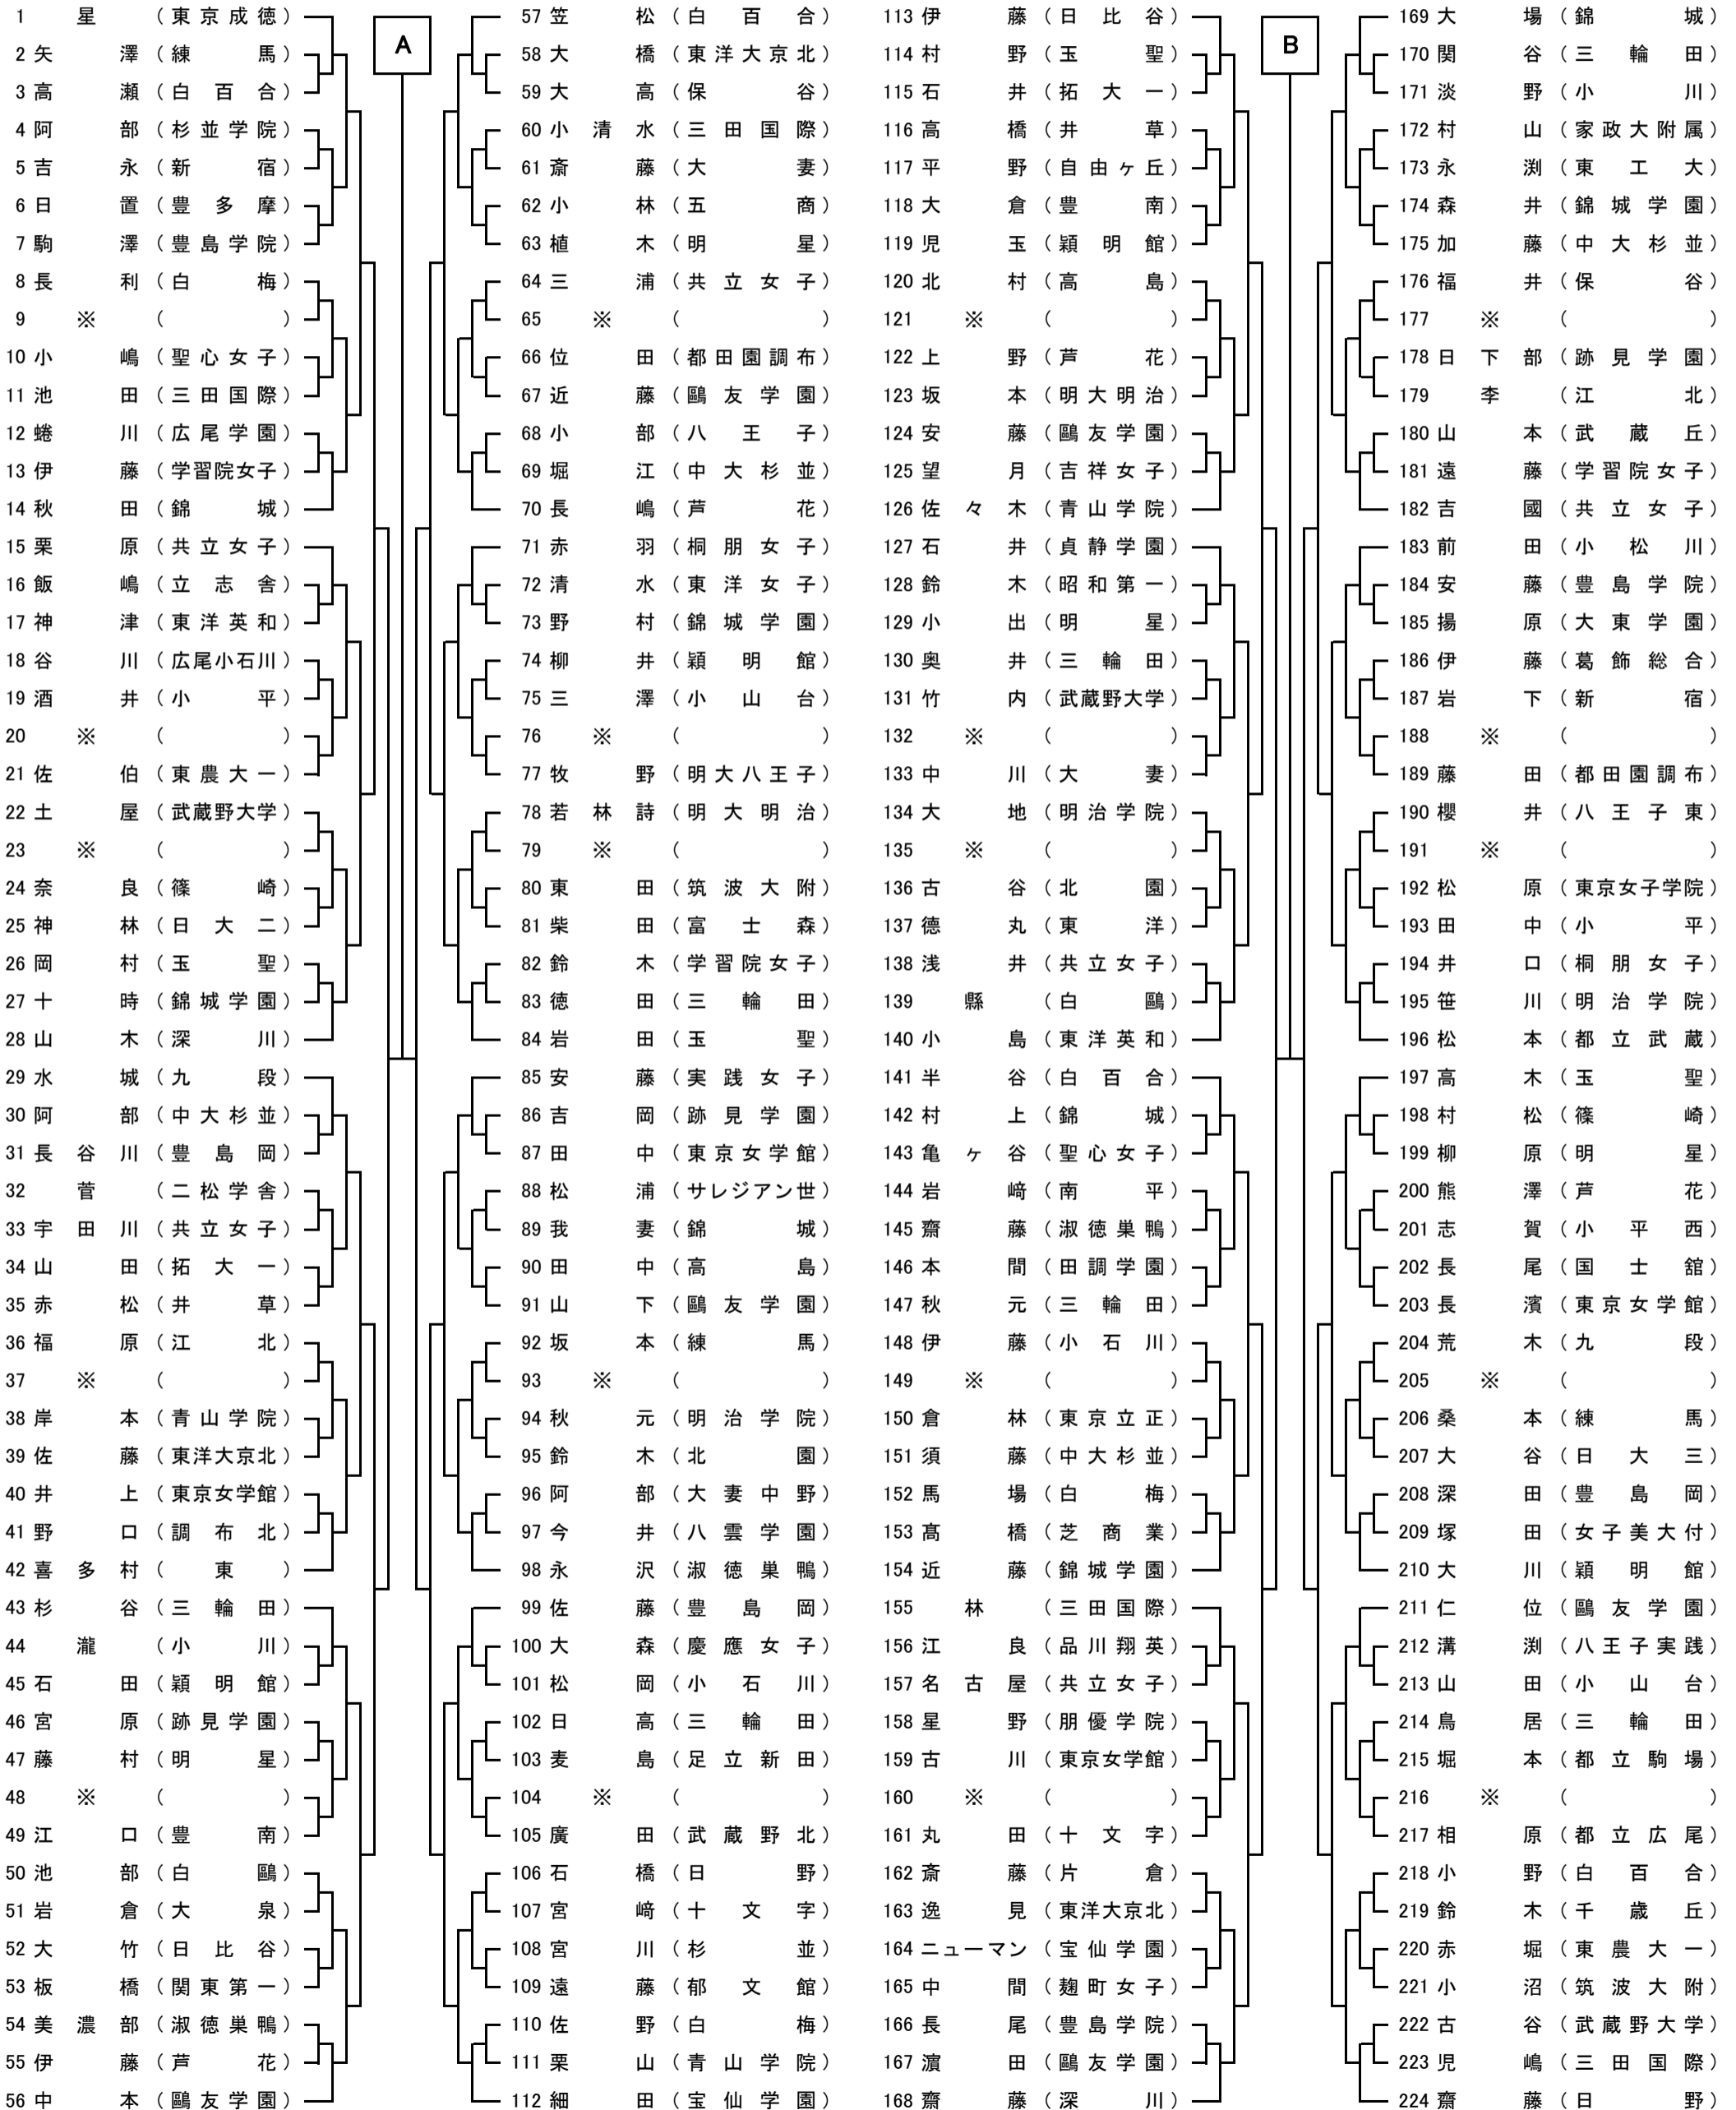 A
B
1 星 (東京成徳)
2 矢澤 (練馬)
3 高瀬 (白百合)
4 阿部 (杉並学院)
5 吉永 (新宿)
6 日置 (豊多摩)
7 駒澤 (豊島学院)
8 長利 (白梅)
9 ※ ( )
10 小嶋 (聖心女子)
11 池田 (三田国際)
12 蜷川 (広尾学園)
13 伊藤 (学習院女子)
14 秋田 (錦城)
15 栗原 (共立女子)
16 飯嶋 (立志舎)
17 神津 (東洋英和)
18 谷川 (広尾小石川)
19 酒井 (小平)
20 ※ ( )
21 佐伯 (東農大一)
22 土屋 (武蔵野大学)
23 ※ ( )
24 奈良 (篠崎)
25 神林 (日大二)
26 岡村 (玉聖)
27 十時 (錦城学園)
28 山木 (深川)
29 水城 (九段)
30 阿部 (中大杉並)
31 長谷川 (豊島岡)
32 菅 (二松学舎)
33 宇田川 (共立女子)
34 山田 (拓大一)
35 赤松 (井草)
36 福原 (江北)
37 ※ ( )
38 岸本 (青山学院)
39 佐藤 (東洋大京北)
40 井上 (東京女学館)
41 野口 (調布北)
42 喜多村 (東)
43 杉谷 (三輪田)
44 瀧 (小川)
45 石田 (穎明館)
46 宮原 (跡見学園)
47 藤村 (明星)
48 ※ ( )
49 江口 (豊南)
50 池部 (白鷗)
51 岩倉 (大泉)
52 大竹 (日比谷)
53 板橋 (関東第一)
54 美濃部 (淑徳巣鴨)
55 伊藤 (芦花)
56 中本 (鷗友学園)
57 笠松 (白百合)
58 大橋 (東洋大京北)
59 大高 (保谷)
60 小清水 (三田国際)
61 斎藤 (大妻)
62 小林 (五商)
63 植木 (明星)
64 三浦 (共立女子)
65 ※ ( )
66 位田 (都田園調布)
67 近藤 (鷗友学園)
68 小部 (八王子)
69 堀江 (中大杉並)
70 長嶋 (芦花)
71 赤羽 (桐朋女子)
72 清水 (東洋女子)
73 野村 (錦城学園)
74 柳井 (穎明館)
75 三澤 (小山台)
76 ※ ( )
77 牧野 (明大八王子)
78 若林詩 (明大明治)
79 ※ ( )
80 東田 (筑波大附)
81 柴田 (富士森)
82 鈴木 (学習院女子)
83 徳田 (三輪田)
84 岩田 (玉聖)
85 安藤 (実践女子)
86 吉岡 (跡見学園)
87 田中 (東京女学館)
88 松浦 (サレジアン世)
89 我妻 (錦城)
90 田中 (高島)
91 山下 (鷗友学園)
92 坂本 (練馬)
93 ※ ( )
94 秋元 (明治学院)
95 鈴木 (北園)
96 阿部 (大妻中野)
97 今井 (八雲学園)
98 永沢 (淑徳巣鴨)
99 佐藤 (豊島岡)
100 大森 (慶應女子)
101 松岡 (小石川)
102 日高 (三輪田)
103 麦島 (足立新田)
104 ※ ( )
105 廣田 (武蔵野北)
106 石橋 (日野)
107 宮﨑 (十文字)
108 宮川 (杉並)
109 遠藤 (郁文館)
110 佐野 (白梅)
111 栗山 (青山学院)
112 細田 (宝仙学園)
113 伊藤 (日比谷)
114 村野 (玉聖)
115 石井 (拓大一)
116 高橋 (井草)
117 平野 (自由ヶ丘)
118 大倉 (豊南)
119 児玉 (穎明館)
120 北村 (高島)
121 ※ ( )
122 上野 (芦花)
123 坂本 (明大明治)
124 安藤 (鷗友学園)
125 望月 (吉祥女子)
126 佐々木 (青山学院)
127 石井 (貞静学園)
128 鈴木 (昭和第一)
129 小出 (明星)
130 奥井 (三輪田)
131 竹内 (武蔵野大学)
132 ※ ( )
133 中川 (大妻)
134 大地 (明治学院)
135 ※ ( )
136 古谷 (北園)
137 德丸 (東洋)
138 浅井 (共立女子)
139 縣 (白鷗)
140 小島 (東洋英和)
141 半谷 (白百合)
142 村上 (錦城)
143 亀ヶ谷 (聖心女子)
144 岩﨑 (南平)
145 齋藤 (淑徳巣鴨)
146 本間 (田調学園)
147 秋元 (三輪田)
148 伊藤 (小石川)
149 ※ ( )
150 倉林 (東京立正)
151 須藤 (中大杉並)
152 馬場 (白梅)
153 髙橋 (芝商業)
154 近藤 (錦城学園)
155 林 (三田国際)
156 江良 (品川翔英)
157 名古屋 (共立女子)
158 星野 (朋優学院)
159 古川 (東京女学館)
160 ※ ( )
161 丸田 (十文字)
162 斎藤 (片倉)
163 逸見 (東洋大京北)
164 ニューマン (宝仙学園)
165 中間 (麹町女子)
166 長尾 (豊島学院)
167 濵田 (鷗友学園)
168 齋藤 (深川)
169 大場 (錦城)
170 関谷 (三輪田)
171 淡野 (小川)
172 村山 (家政大附属)
173 永渕 (東工大)
174 森井 (錦城学園)
175 加藤 (中大杉並)
176 福井 (保谷)
177 ※ ( )
178 日下部 (跡見学園)
179 李 (江北)
180 山本 (武蔵丘)
181 遠藤 (学習院女子)
182 吉國 (共立女子)
183 前田 (小松川)
184 安藤 (豊島学院)
185 揚原 (大東学園)
186 伊藤 (葛飾総合)
187 岩下 (新宿)
188 ※ ( )
189 藤田 (都田園調布)
190 櫻井 (八王子東)
191 ※ ( )
192 松原 (東京女子学院)
193 田中 (小平)
194 井口 (桐朋女子)
195 笹川 (明治学院)
196 松本 (都立武蔵)
197 高木 (玉聖)
198 村松 (篠崎)
199 柳原 (明星)
200 熊澤 (芦花)
201 志賀 (小平西)
202 長尾 (国士舘)
203 長濱 (東京女学館)
204 荒木 (九段)
205 ※ ( )
206 桑本 (練馬)
207 大谷 (日大三)
208 深田 (豊島岡)
209 塚田 (女子美大付)
210 大川 (穎明館)
211 仁位 (鷗友学園)
212 溝渕 (八王子実践)
213 山田 (小山台)
214 鳥居 (三輪田)
215 堀本 (都立駒場)
216 ※ ( )
217 相原 (都立広尾)
218 小野 (白百合)
219 鈴木 (千歳丘)
220 赤堀 (東農大一)
221 小沼 (筑波大附)
222 古谷 (武蔵野大学)
223 児嶋 (三田国際)
224 齋藤 (日野)